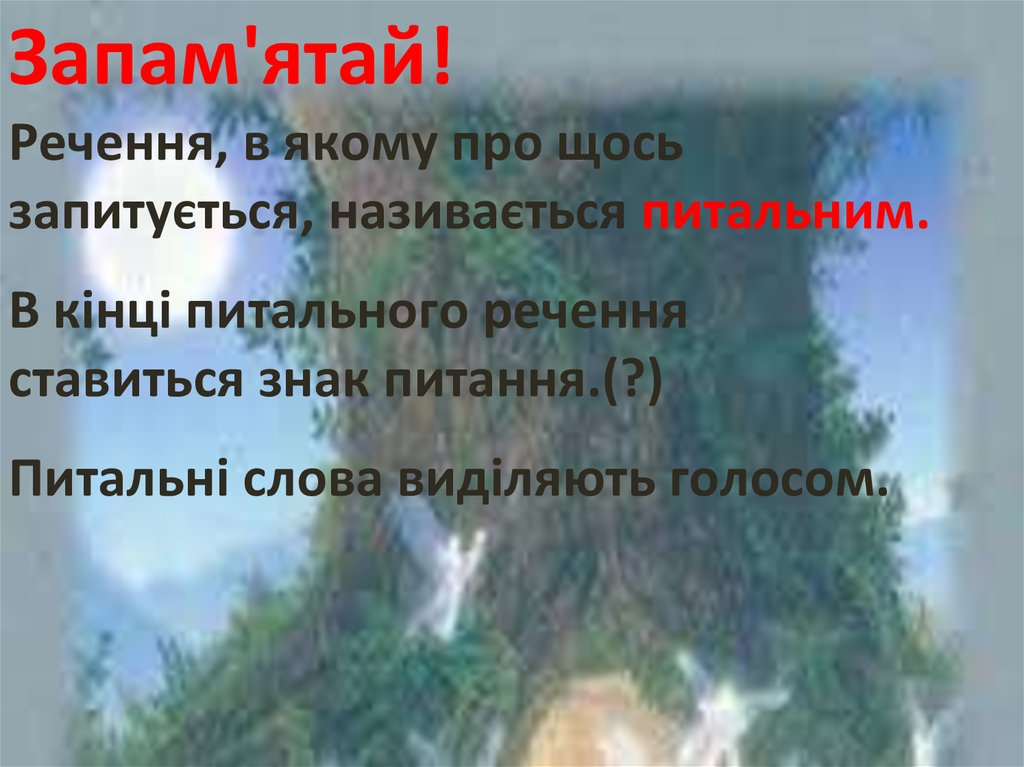 Запам'ятай!
Речення, в якому про щось
запитується, називається питальним.
В кінці питального речення
ставиться знак питання.(?)
Питальні слова виділяють голосом.